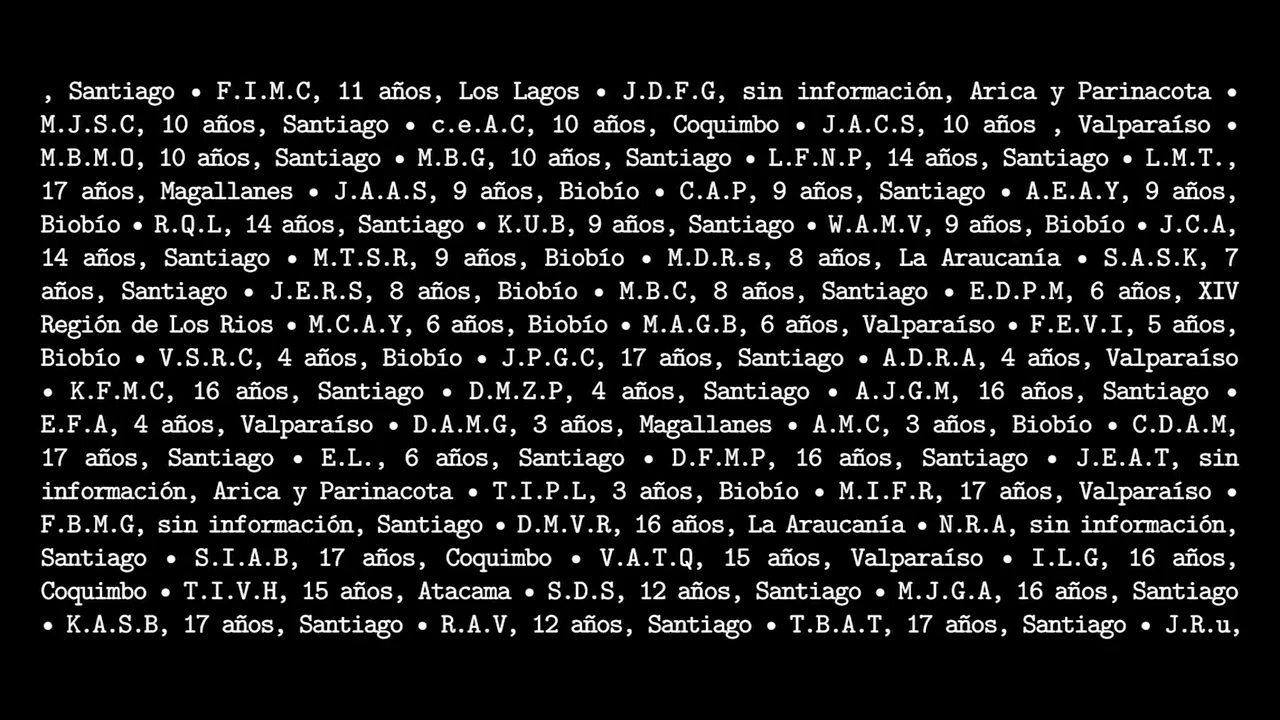 , Santiago • F.I.M.C, 11 años, Los Lagos • J.D.F.G, sin información, Arica y Parinacota •
M.J.S.C, 10 años, Santiago • c.e.A.C, 10 años, Coquimbo • J.A.C.S, 10 años , Valparaíso •
M.B.M.O, 10 años, Santiago • M.B.G, 10 años, Santiago • L.F.N.P, 14 años, Santiago • L.M.T.,
17 años, Magallanes • J.A.A.S, 9 años, Biobío • C.A.P, 9 años, Santiago • A.E.A.Y, 9 años,
Biobío • R.Q.L, 14 años, Santiago • K.U.B, 9 años, Santiago • W.A.M.V, 9 años, Biobío • J.C.A,
14 años, Santiago • M.T.S.R, 9 años, Biobío • M.D.R.s, 8 años, La Araucanía • S.A.S.K, 7
años, Santiago • J.E.R.S, 8 años, Biobío • M.B.C, 8 años, Santiago • E.D.P.M, 6 años, XIV
Región de Los Rios • M.C.A.Y, 6 años, Biobío • M.A.G.B, 6 años, Valparaíso • F.E.V.I, 5 años,
Biobío • V.S.R.C, 4 años, Biobío • J.P.G.C, 17 años, Santiago • A.D.R.A, 4 años, Valparaíso
• K.F.M.C, 16 años, Santiago • D.M.Z.P, 4 años, Santiago • A.J.G.M, 16 años, Santiago •
E.F.A, 4 años, Valparaíso • D.A.M.G, 3 años, Magallanes • A.M.C, 3 años, Biobío • C.D.A.M,
17 años, Santiago • E.L., 6 años, Santiago • D.F.M.P, 16 años, Santiago • J.E.A.T, sin
información, Arica y Parinacota • T.I.P.L, 3 años, Biobío • M.I.F.R, 17 años, Valparaíso •
F.B.M.G, sin información, Santiago • D.M.V.R, 16 años, La Araucanía • N.R.A, sin información,
Santiago • S.I.A.B, 17 años, Coquimbo • V.A.T.Q, 15 años, Valparaíso • I.L.G, 16 años,
Coquimbo • T.I.V.H, 15 años, Atacama • S.D.S, 12 años, Santiago • M.J.G.A, 16 años, Santiago
• K.A.S.B, 17 años, Santiago • R.A.V, 12 años, Santiago • T.B.A.T, 17 años, Santiago • J.R.u,